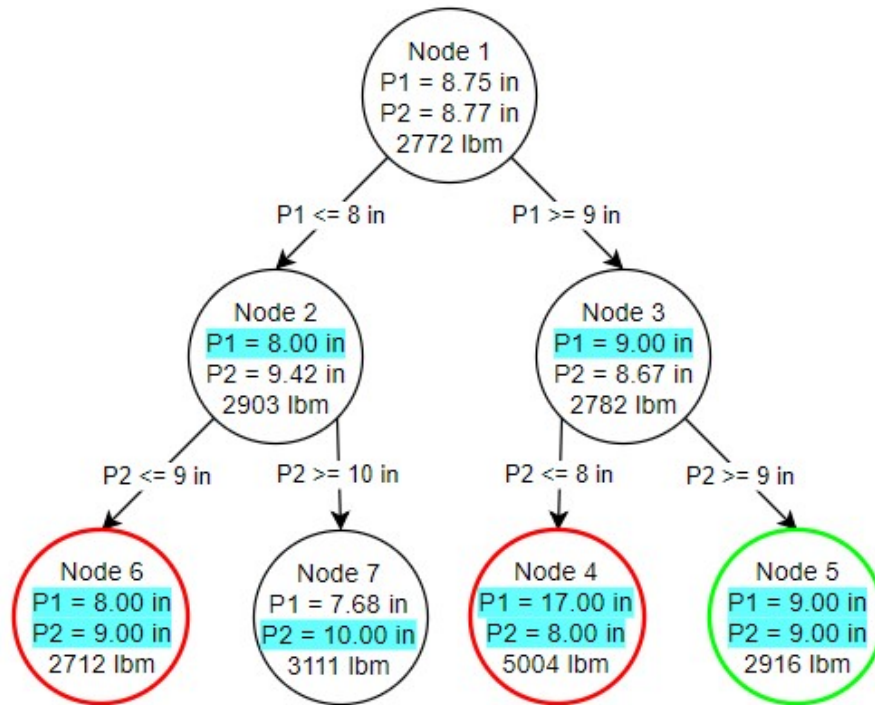 Node 1
P1 = 8.75 in
P2 = 8.77 in
2772 lbm
P1 <= 8 in
P1 >= 9 in
Node 2
P1 = 8.00 in
P2 = 9.42 in
2903 lbm
Node 3
P1 = 9.00 in
P2 = 8.67 in
2782 lbm
P2 <= 9 in
P2 >= 10 in
P2 <= 8 in
P2 >= 9 in
Node 6
P1 = 8.00 in
P2 = 9.00 in
2712 lbm
Node 7
P1 = 7.68 in
P2 = 10.00 in
3111 lbm
Node 4
P1 = 17.00 in
P2 = 8.00 in
5004 lbm
Node 5
P1 = 9.00 in
P2 = 9.00 in
2916 lbm